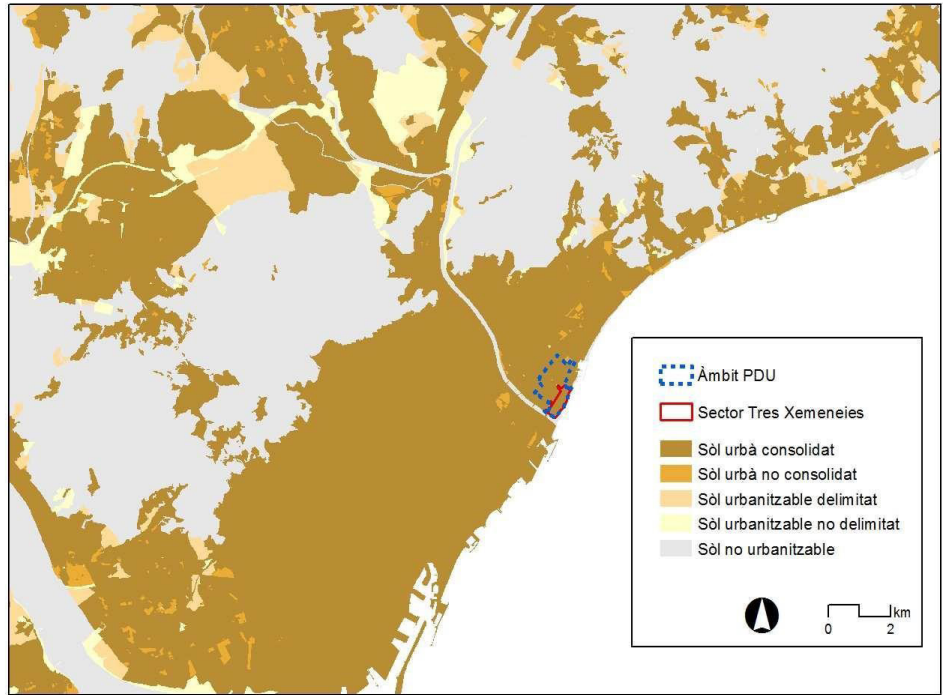 Àmbit PDU
Sector Tres Xemeneies
Sòl urbà consolidat
Sòl urbà no consolidat
Sòl urbanitzable delimitat
Sòl urbanitzable no delimitat
Sòl no urbanitzable
km
0 2